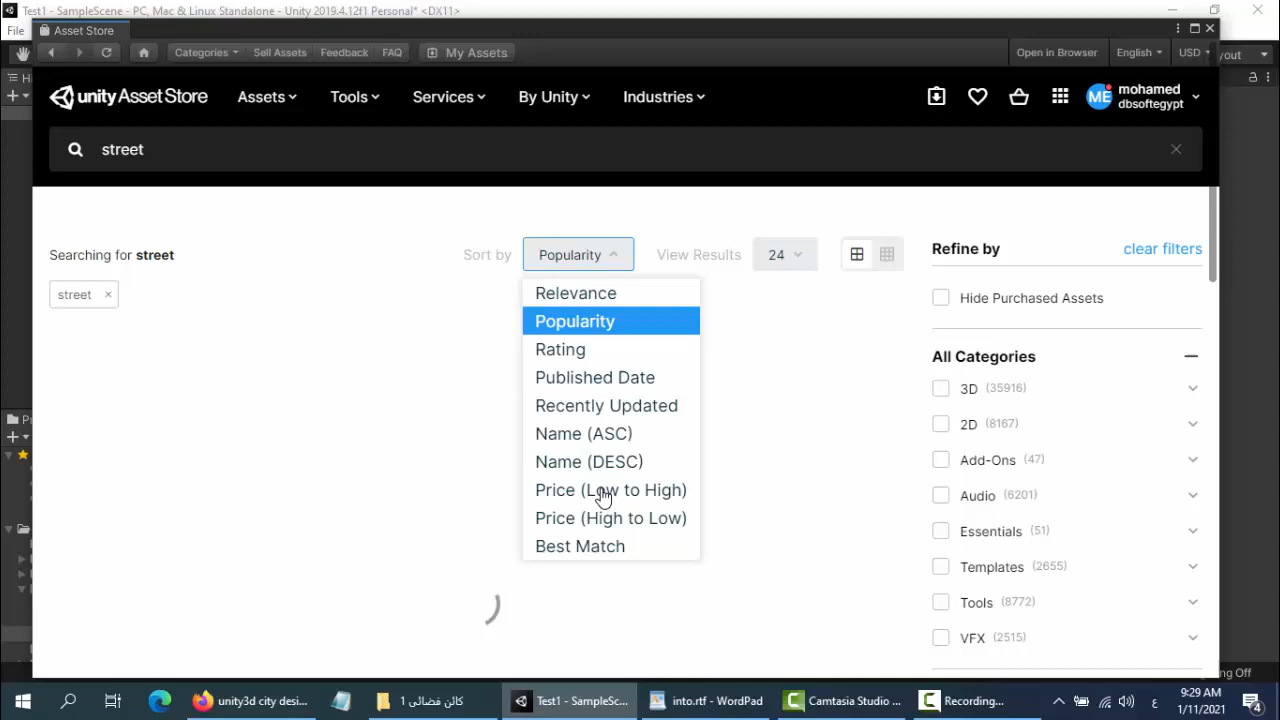 Test1 - SampleScene - PC, Mac & Linux Standalone - Unity 2019.4.12f1 Personal* <DX11>
File
Asset Store
Categories
Sell Assets
Feedback
FAQ
My Assets
Open in Browser
English
USD
yout
unity Asset Store
Assets
Tools
Services
By Unity
Industries
ME
mohamed
dbsoftegypt
street
Searching for street
Sort by
Popularity
View Results
24
Refine by
clear filters
street ×
Hide Purchased Assets
Relevance
Popularity
Rating
Published Date
Recently Updated
Name (ASC)
Name (DESC)
Price (Low to High)
Price (High to Low)
Best Match
All Categories
3D (35916)
2D (8167)
Add-Ons (47)
Audio (6201)
Essentials (51)
Templates (2655)
Tools (8772)
VFX (2515)
ng Off
unity3d city desi...
كائن فضائى 1
Test1 - SampleSc...
into.rtf - WordPad
Camtasia Studio ...
Recording...
ع
9:29 AM
1/11/2021
4